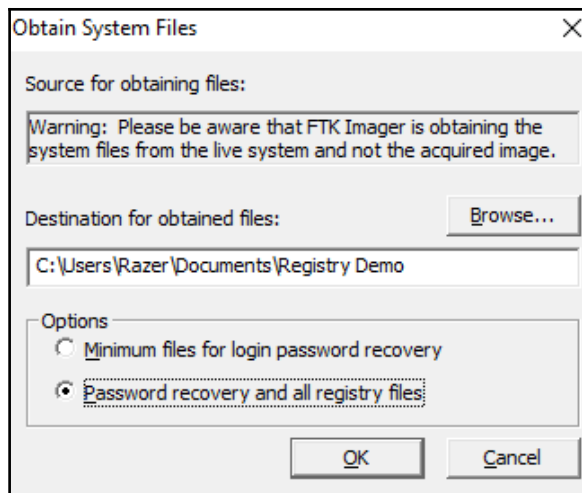 Obtain System Files
Source for obtaining files:
Warning: Please be aware that FTK Imager is obtaining the
system files from the live system and not the acquired image.
Destination for obtained files:
Browse...
C:\Users\Razer\Documents\Registry Demo
Options
Minimum files for login password recovery
Password recovery and all registry files
OK
Cancel